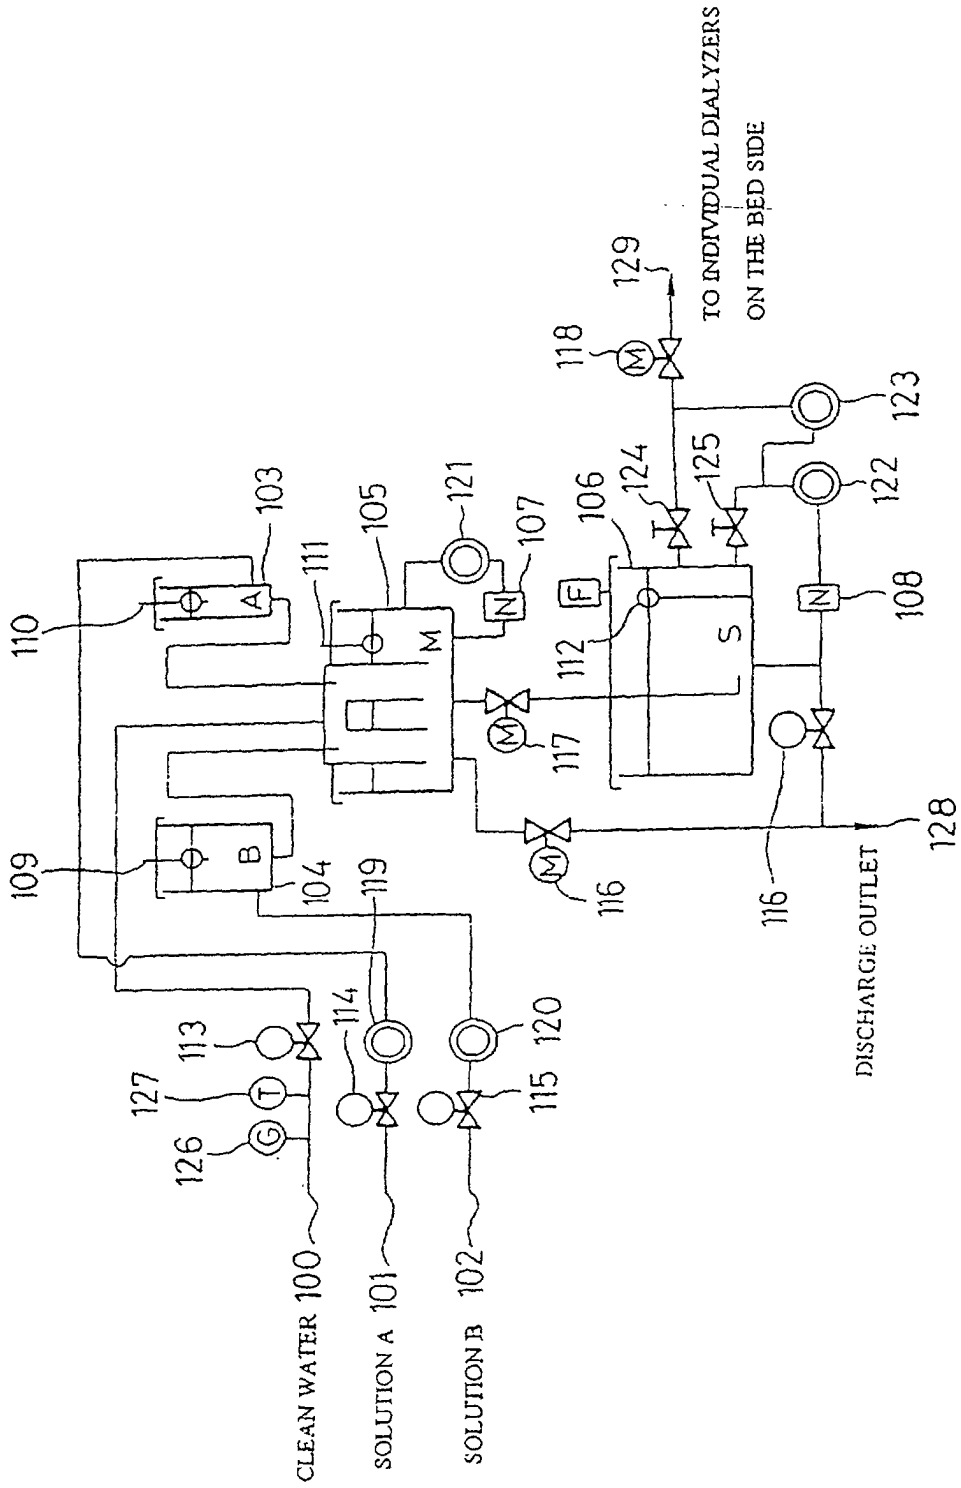 CLEAN WATER 100
SOLUTION A 101
SOLUTION B 102
126
G
127
T
113
114
119
115
120
109
B
104
110
A
103
111
105
M
121
N
107
M
117
M
116
116
112
106
F
S
124
125
M
118
129
TO INDIVIDUAL DIALYZERS
ON THE BED SIDE
123
122
N
108
128
DISCHARGE OUTLET